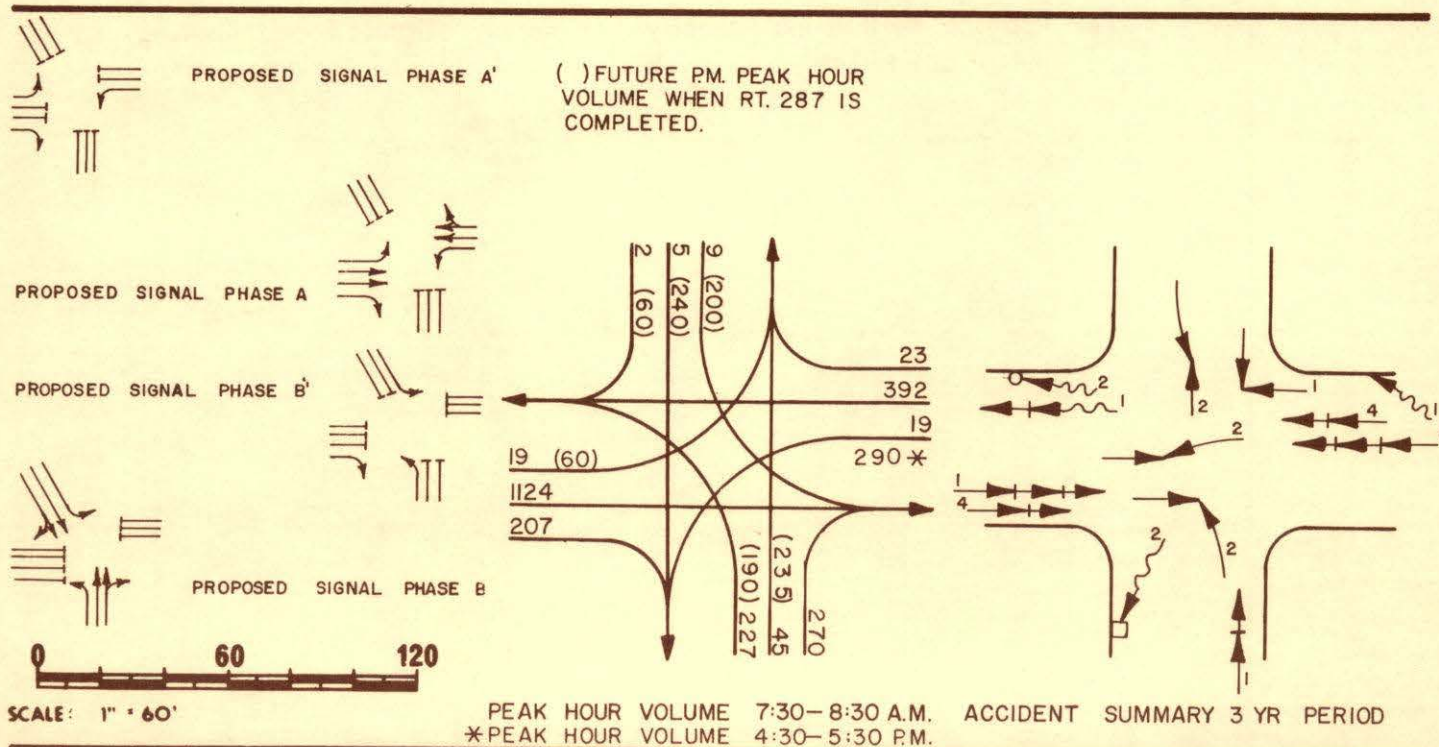 PROPOSED SIGNAL PHASE A'
( ) FUTURE P.M. PEAK HOUR
VOLUME WHEN RT. 287 IS
COMPLETED.
PROPOSED SIGNAL PHASE A
PROPOSED SIGNAL PHASE B'
PROPOSED SIGNAL PHASE B
0 60 120
SCALE: 1" = 60'
2 (60)
5 (240)
9 (200)
23
392
19
290 *
19 (60)
1124
207
(190) 227
(235) 45
270
PEAK HOUR VOLUME 7:30-8:30 A.M.
*PEAK HOUR VOLUME 4:30-5:30 P.M.
2
1
2
1
1
4
2
1
4
2
2
2
1
ACCIDENT SUMMARY 3 YR PERIOD